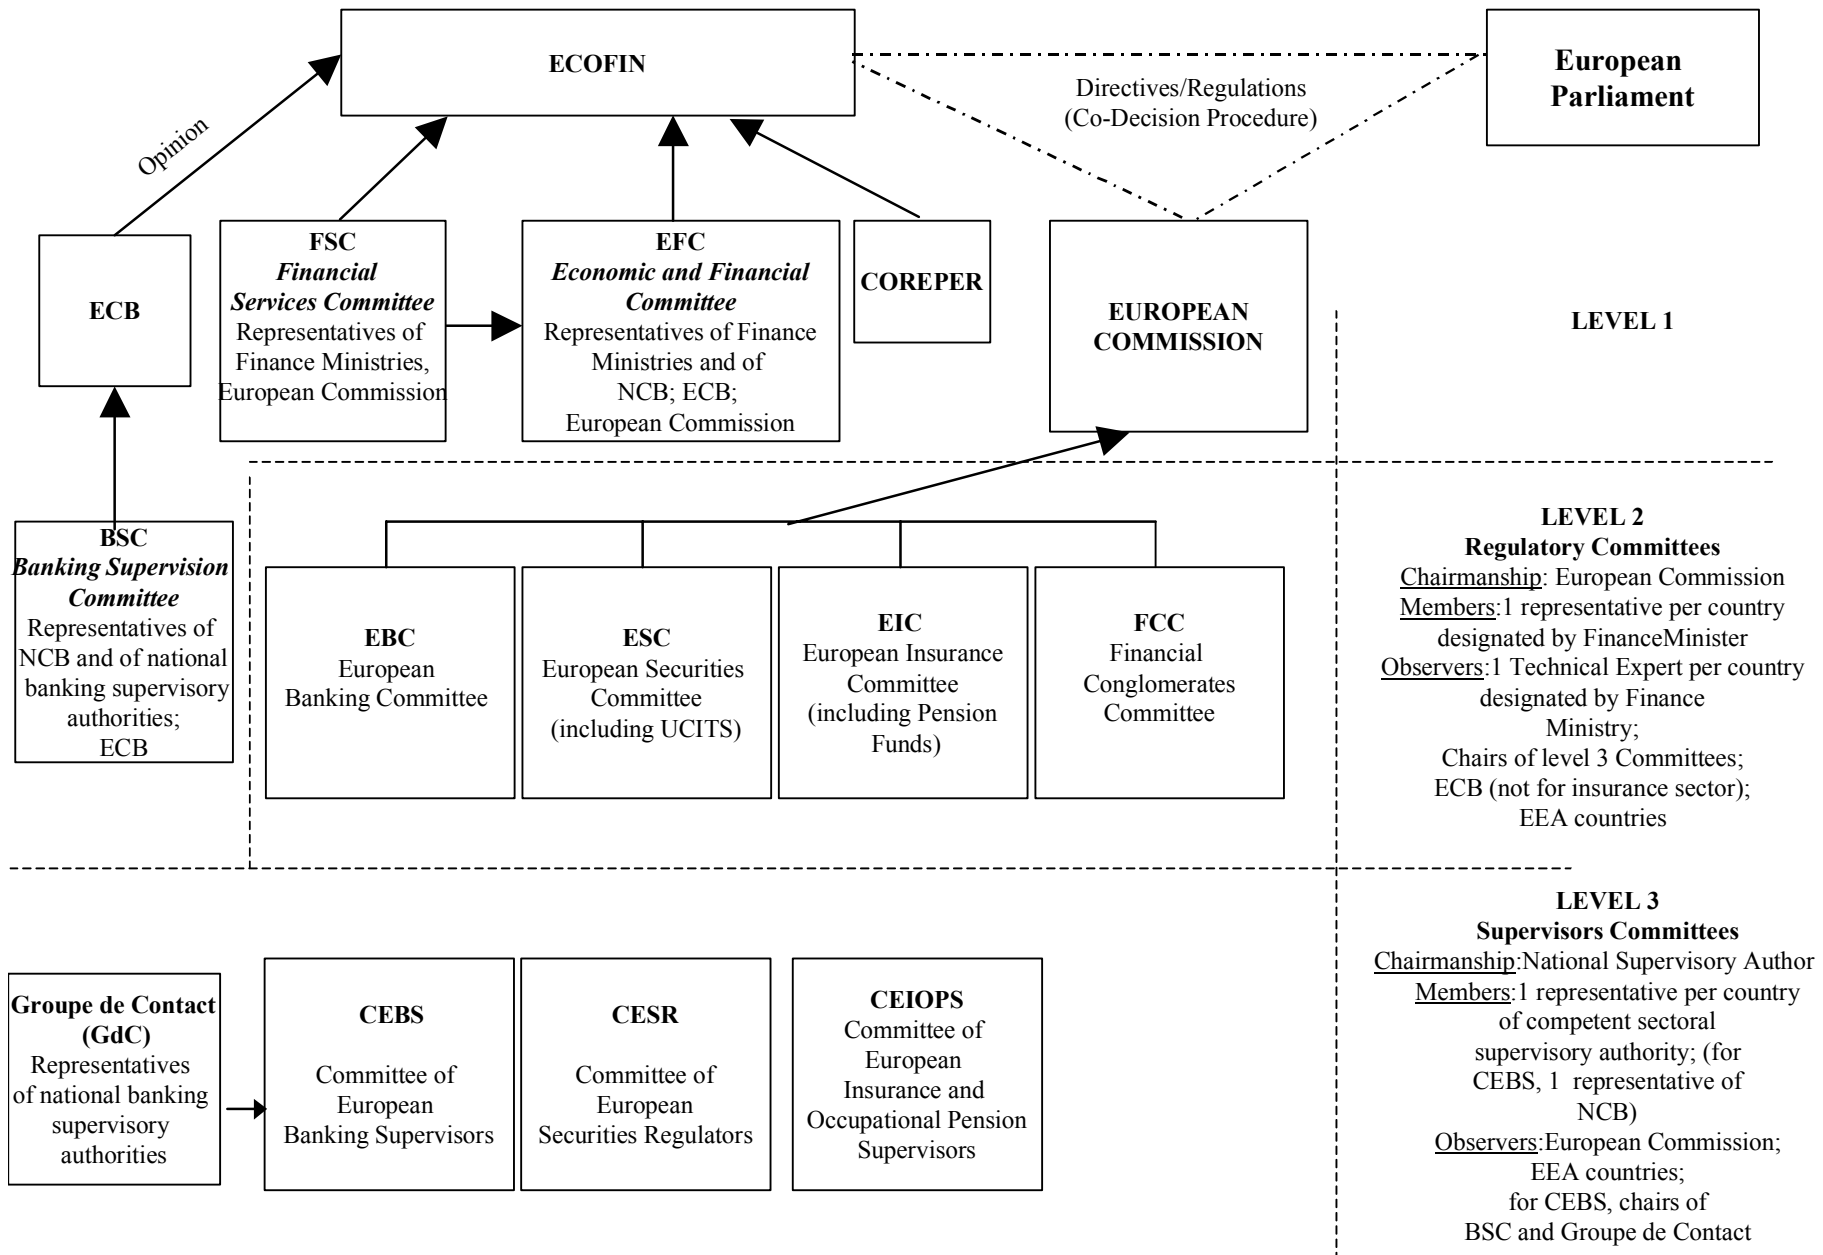 ECOFIN
European
Parliament
Directives/Regulations
(Co-Decision Procedure)
Opinion
ECB
FSC
Financial
Services Committee
Representatives of
Finance Ministries,
European Commission
EFC
Economic and Financial
Committee
Representatives of Finance
Ministries and of
NCB; ECB;
European Commission
COREPER
EUROPEAN
COMMISSION
LEVEL 1
BSC
Banking Supervision
Committee
Representatives of
NCB and of national
banking supervisory
authorities;
ECB
EBC
European
Banking Committee
ESC
European Securities
Committee
(including UCITS)
EIC
European Insurance
Committee
(including Pension
Funds)
FCC
Financial
Conglomerates
Committee
LEVEL 2
Regulatory Committees
Chairmanship: European Commission
Members:1 representative per country
designated by FinanceMinister
Observers:1 Technical Expert per country
designated by Finance
Ministry;
Chairs of level 3 Committees;
ECB (not for insurance sector);
EEA countries
Groupe de Contact
(GdC)
Representatives
of national banking
supervisory
authorities
CEBS
Committee of
European
Banking Supervisors
CESR
Committee of
European
Securities Regulators
CEIOPS
Committee of
European
Insurance and
Occupational Pension
Supervisors
LEVEL 3
Supervisors Committees
Chairmanship:National Supervisory Author
Members:1 representative per country
of competent sectoral
supervisory authority; (for
CEBS, 1 representative of
NCB)
Observers:European Commission;
EEA countries;
for CEBS, chairs of
BSC and Groupe de Contact